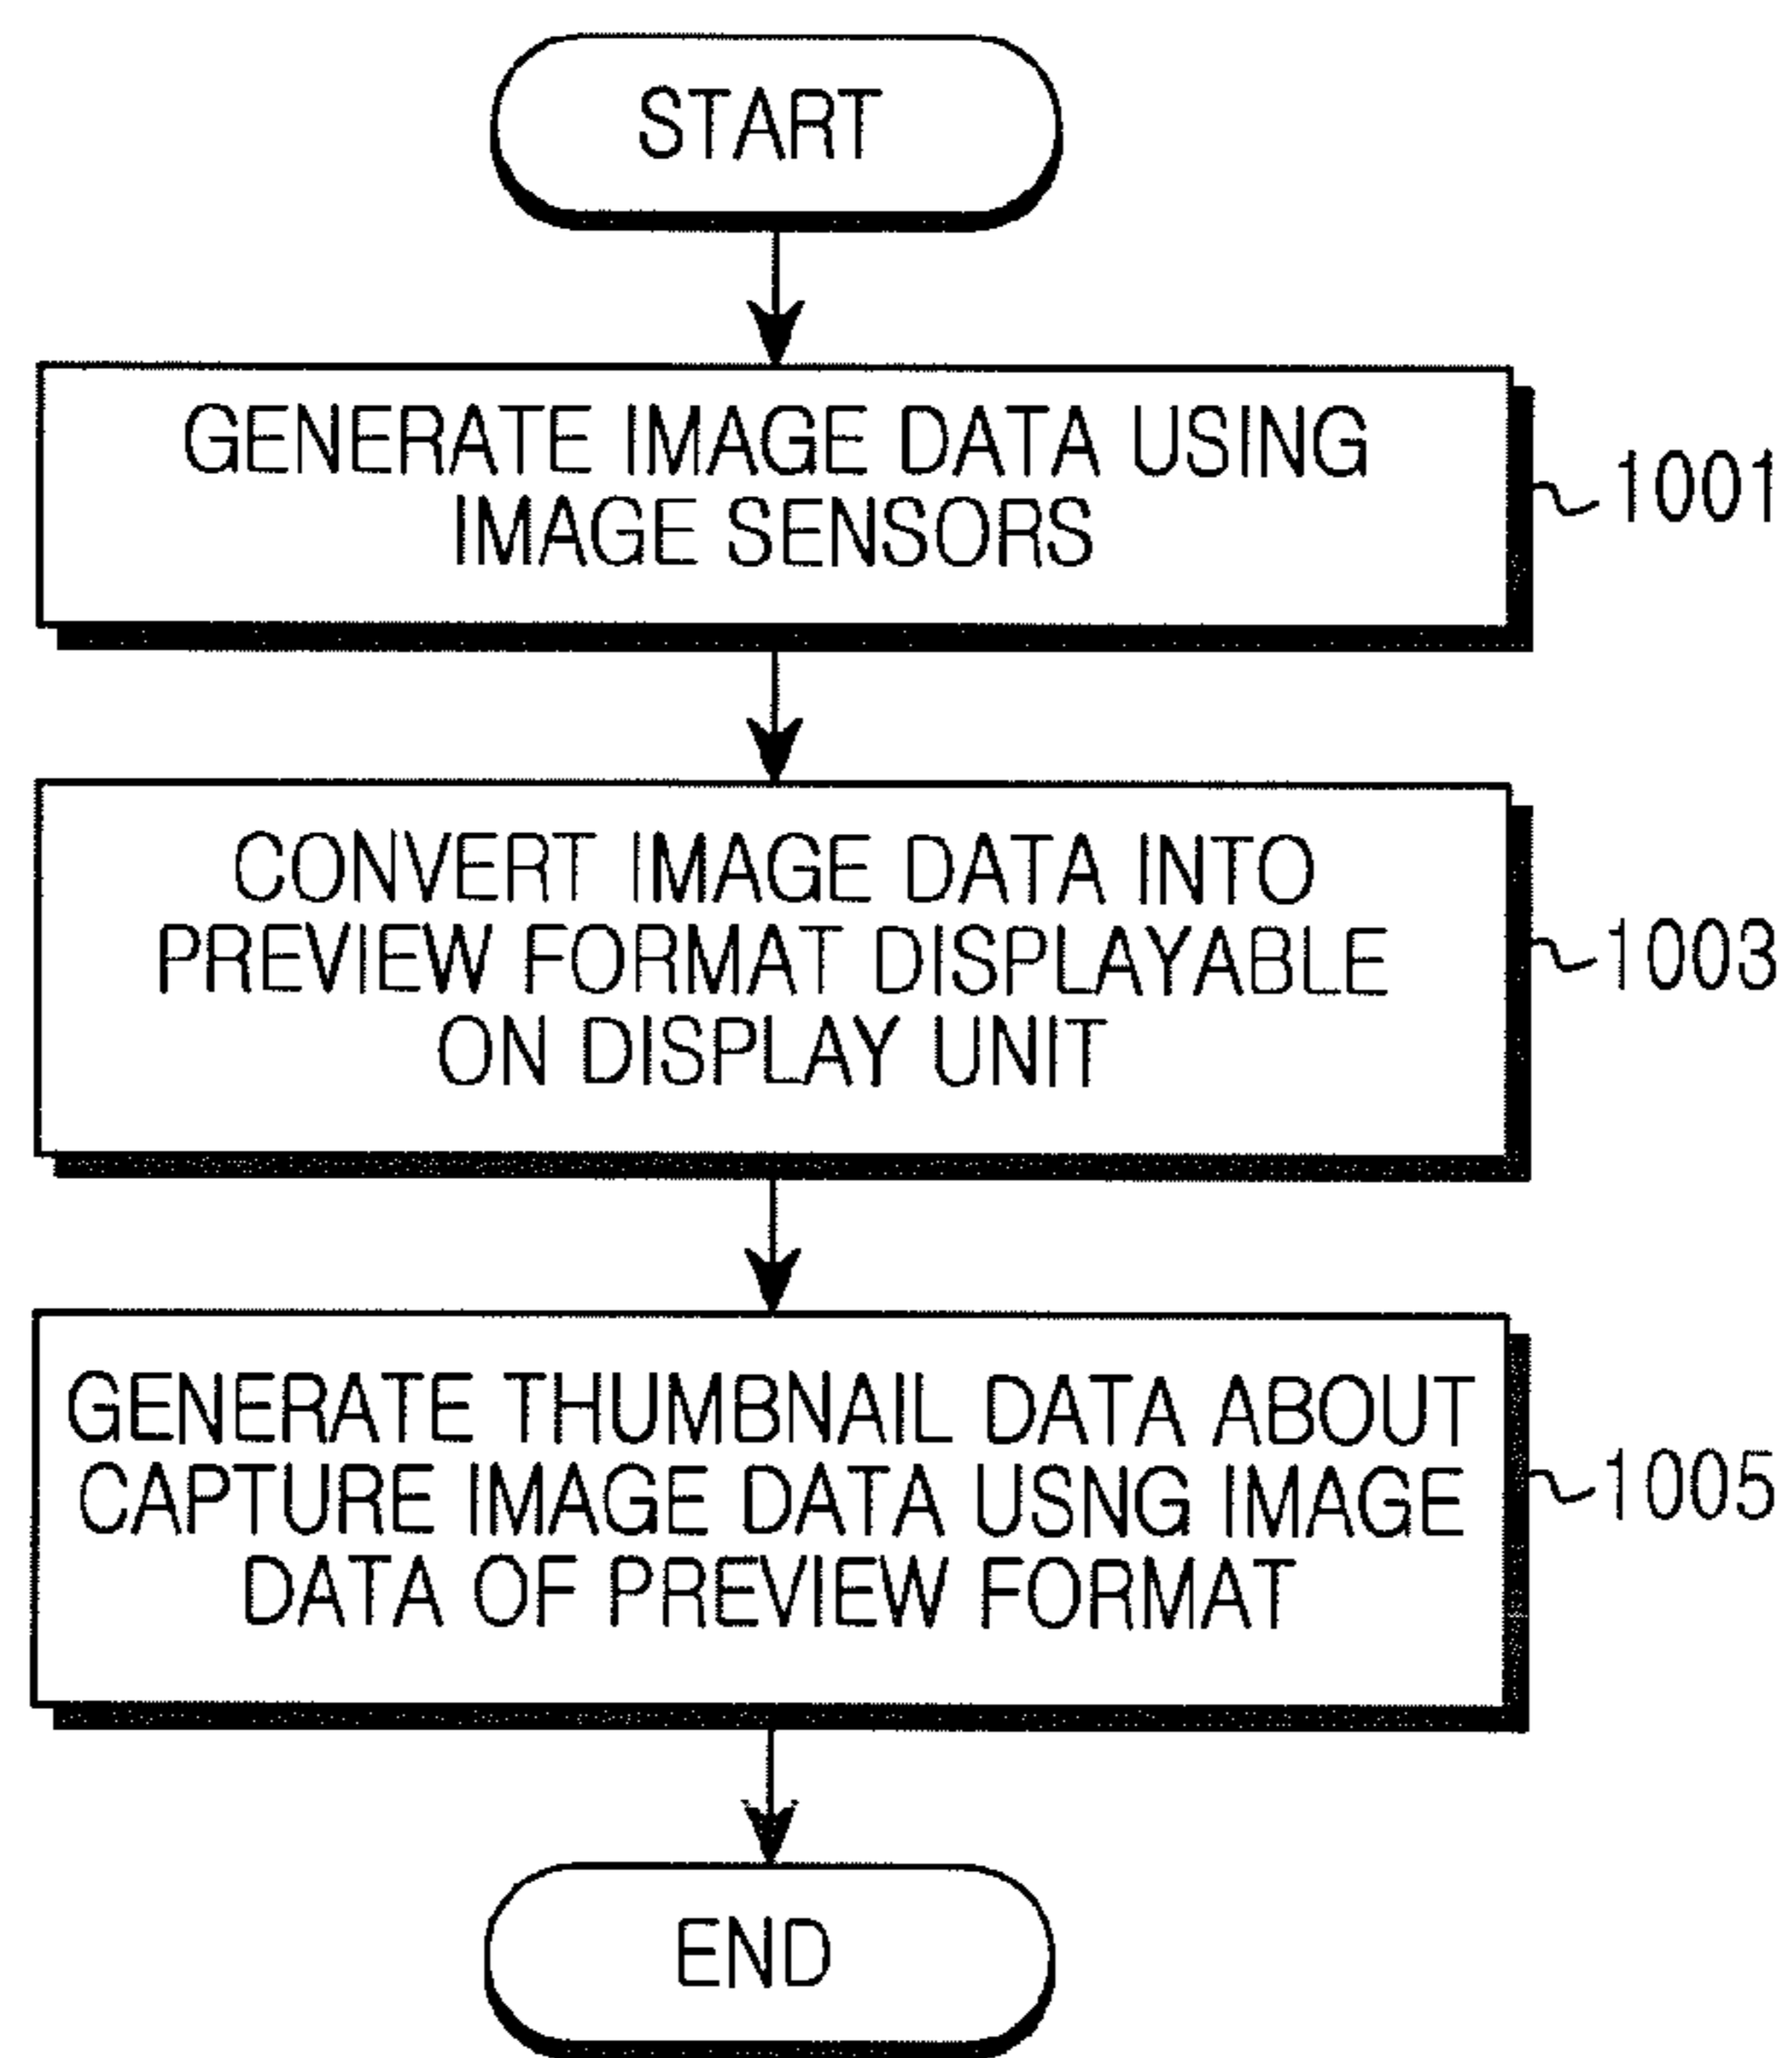 START
GENERATE IMAGE DATA USING
IMAGE SENSORS
1001
CONVERT IMAGE DATA INTO
PREVIEW FORMAT DISPLAYABLE
ON DISPLAY UNIT
1003
GENERATE THUMBNAIL DATA ABOUT
CAPTURE IMAGE DATA USNG IMAGE
DATA OF PREVIEW FORMAT
1005
END